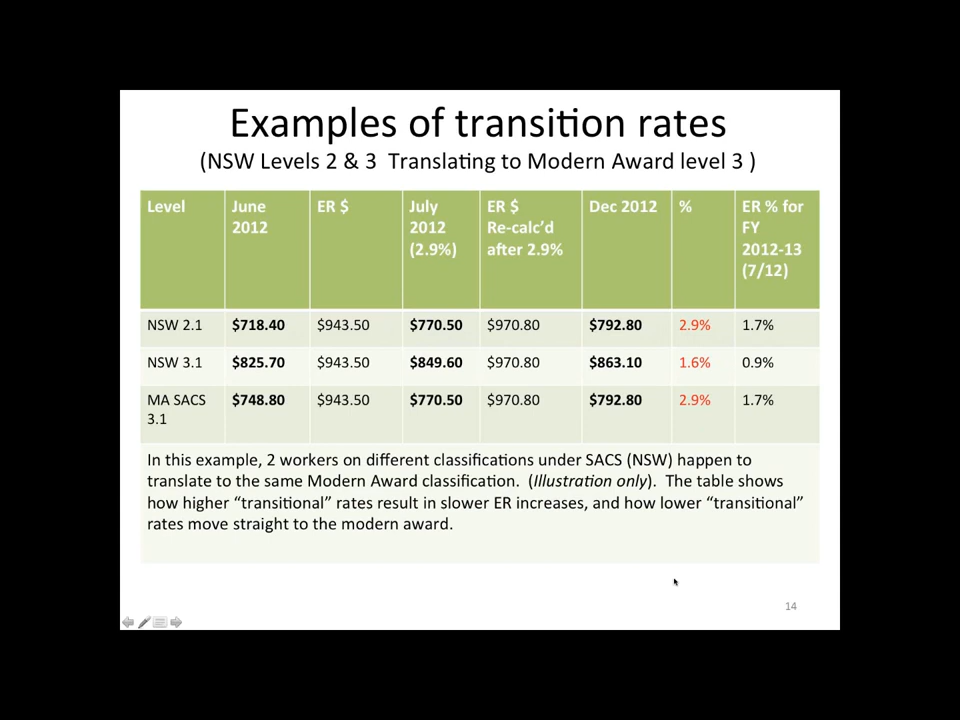 Examples of transition rates
(NSW Levels 2 & 3 Translating to Modern Award level 3 )
Level June 2012 ER $ July 2012 (2.9%) ER $ Re-calc’d after 2.9% Dec 2012 % ER % for FY 2012-13 (7/12)
NSW 2.1 $718.40 $943.50 $770.50 $970.80 $792.80 2.9% 1.7%
NSW 3.1 $825.70 $943.50 $849.60 $970.80 $863.10 1.6% 0.9%
MA SACS 3.1 $748.80 $943.50 $770.50 $970.80 $792.80 2.9% 1.7%
In this example, 2 workers on different classifications under SACS (NSW) happen to
translate to the same Modern Award classification. (Illustration only). The table shows
how higher “transitional” rates result in slower ER increases, and how lower “transitional”
rates move straight to the modern award.
14